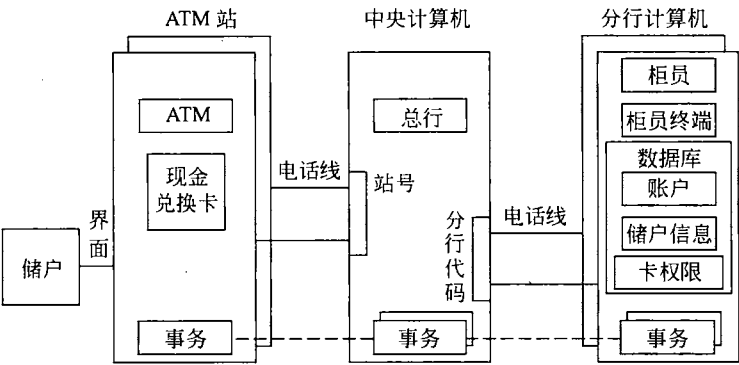 ATM 站
中央计算机
分行计算机
ATM
现金
兑换卡
事务
储户
界面
电话线
总行
站号
分行代码
事务
电话线
柜员
柜员终端
数据库
账户
储户信息
卡权限
事务